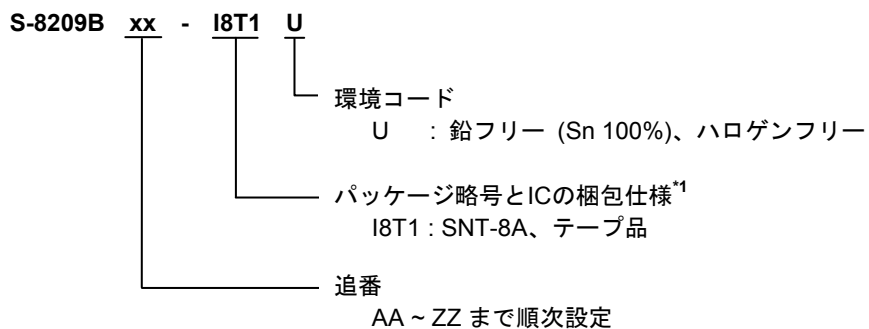 S-8209B xx - I8T1 U
環境コード
U : 鉛フリー (Sn 100%)、ハロゲンフリー
パッケージ略号とICの梱包仕様*1
I8T1 : SNT-8A、テープ品
追番
AA ~ ZZ まで順次設定